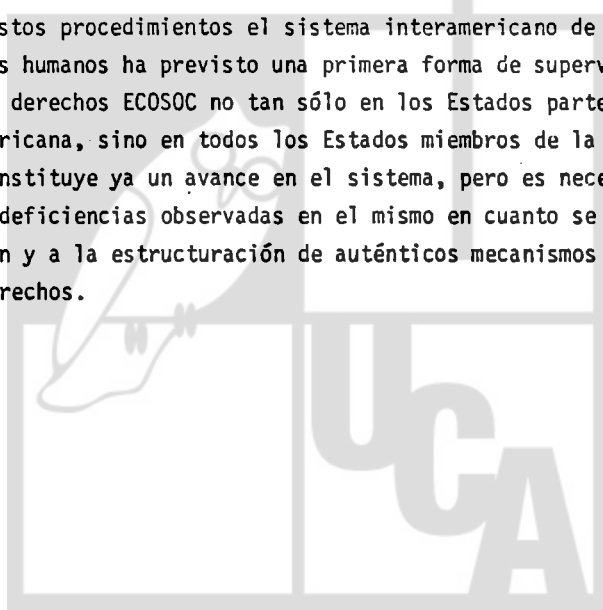 stos procedimientos el sistema interamericano de
s humanos ha previsto una primera forma de superv
derechos ECOSOC no tan sólo en los Estados parte
ricana, sino en todos los Estados miembros de la
nstituye ya un avance en el sistema, pero es nece
deficiencias observadas en el mismo en cuanto se
n y a la estructuración de auténticos mecanismos
rechos.
UCA